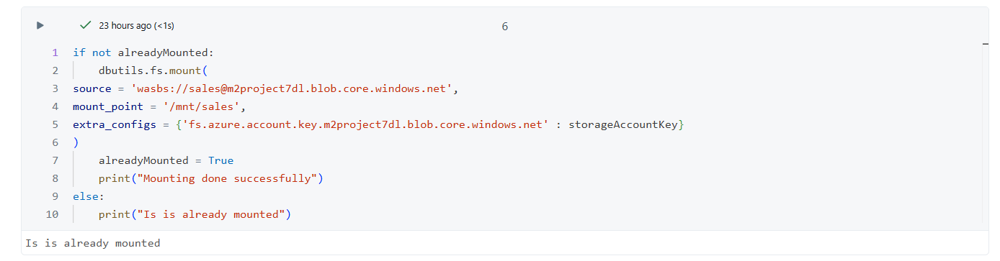 23 hours ago (<1s)
6
1 if not alreadyMounted:
2     dbutils.fs.mount(
3 source = 'wasbs://sales@m2project7dl.blob.core.windows.net',
4 mount_point = '/mnt/sales',
5 extra_configs = {'fs.azure.account.key.m2project7dl.blob.core.windows.net' : storageAccountKey}
6 )
7     alreadyMounted = True
8     print("Mounting done successfully")
9 else:
10     print("Is is already mounted")
Is is already mounted